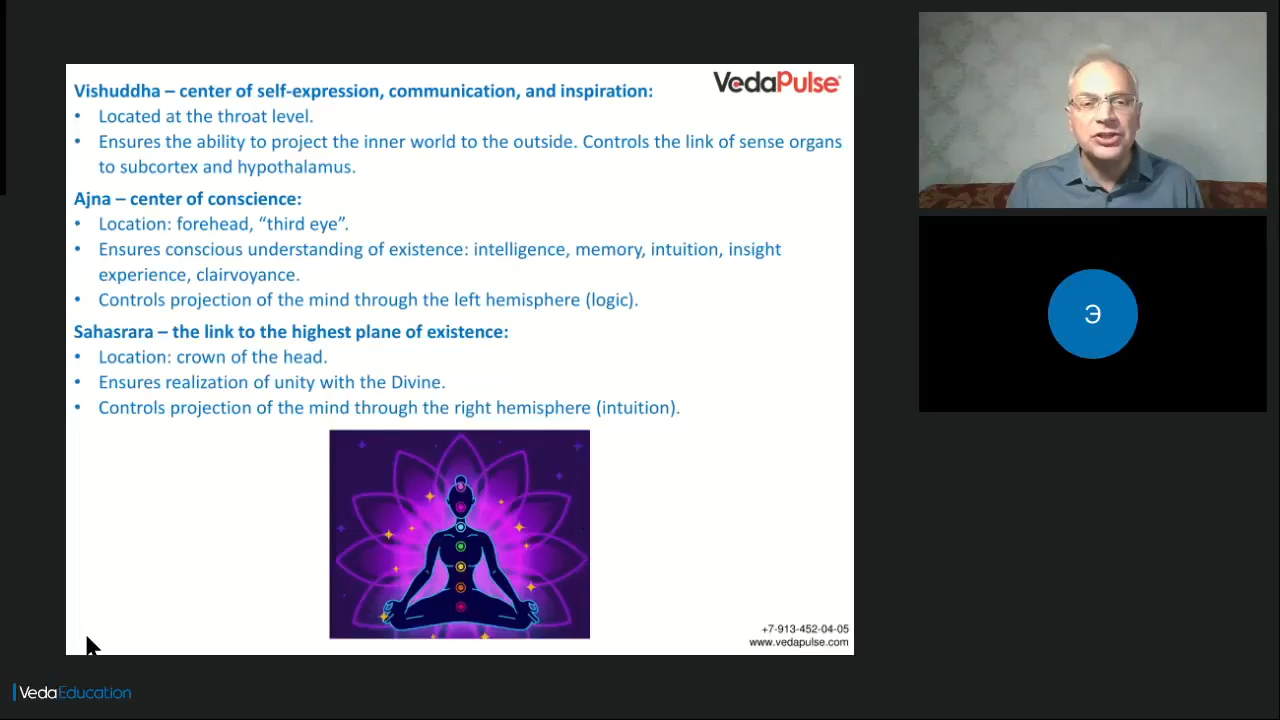 VedaPulse
Vishuddha – center of self-expression, communication, and inspiration:
• Located at the throat level.
• Ensures the ability to project the inner world to the outside. Controls the link of sense organs
to subcortex and hypothalamus.
Ajna – center of conscience:
• Location: forehead, “third eye”.
• Ensures conscious understanding of existence: intelligence, memory, intuition, insight
experience, clairvoyance.
• Controls projection of the mind through the left hemisphere (logic).
Sahasrara – the link to the highest plane of existence:
• Location: crown of the head.
• Ensures realization of unity with the Divine.
• Controls projection of the mind through the right hemisphere (intuition).
+7-913-452-04-05
www.vedapulse.com
Э
VedaEducation